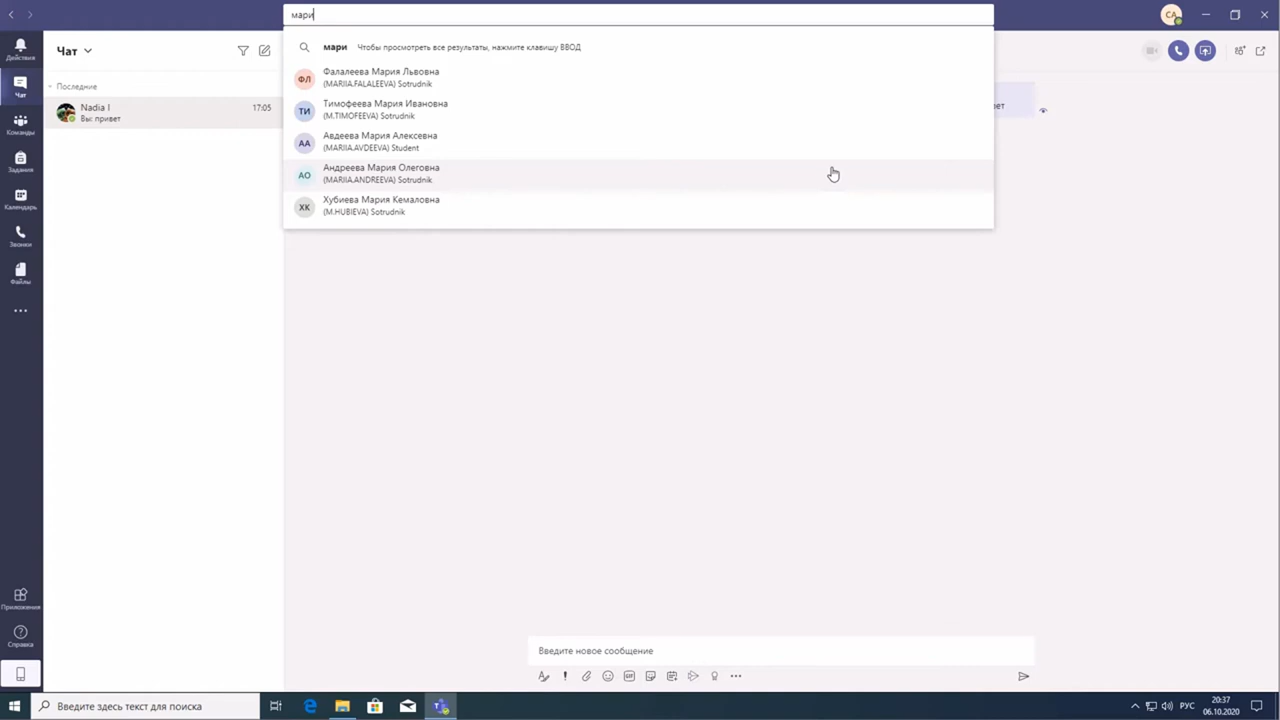 мари
CA
мари Чтобы просмотреть все результаты, нажмите клавишу ВВОД
ФЛ
Фалалеева Мария Львовна
(MARIIA.FALALEEVA) Sotrudnik
ТИ
Тимофеева Мария Ивановна
(M.TIMOFEEVA) Sotrudnik
АА
Авдеева Мария Алексевна
(MARIIA.AVDEEVA) Student
АО
Андреева Мария Олеговна
(MARIIA.ANDREEVA) Sotrudnik
ХК
Хубиева Мария Кемаловна
(M.HUBIEVA) Sotrudnik
Действия
Чат
Команды
Задания
Календарь
Звонки
Файлы
Приложения
Справка
Чат
Последние
Nadia I 17:05
Вы: привет
Введите новое сообщение
GIF
Введите здесь текст для поиска
РУС
20:37
06.10.2020